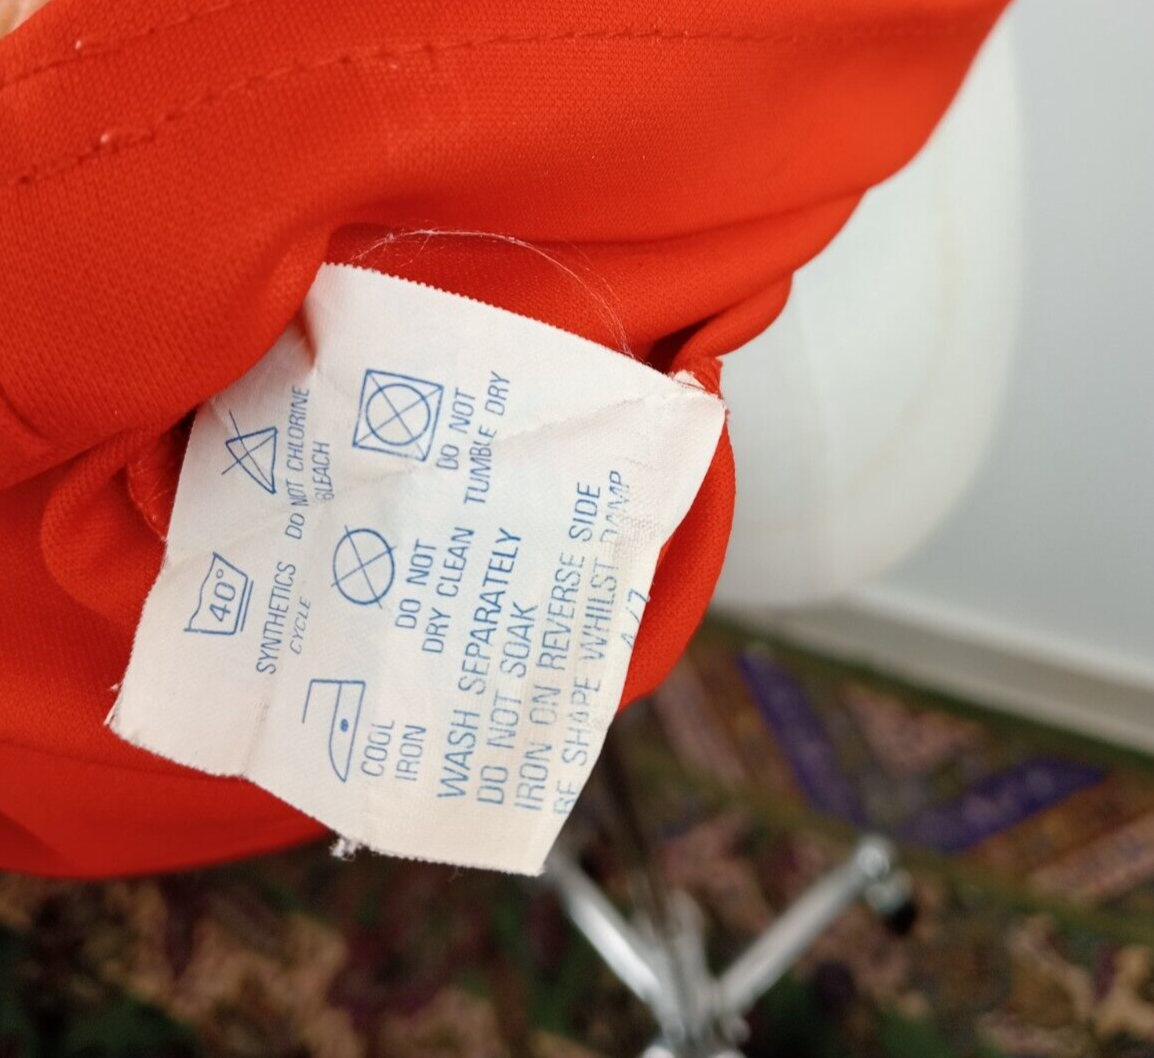 40°
SYNTHETICS
CYCLE
DO NOT CHLORINE
BLEACH
DO NOT
DRY CLEAN
DO NOT
TUMBLE DRY
COOL
IRON
WASH SEPARATELY
DO NOT SOAK
IRON ON REVERSE SIDE
RE SHAPE WHILST DAMP